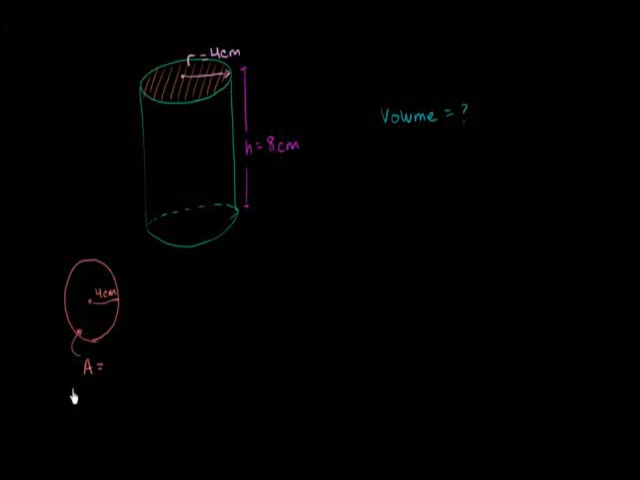 r = 4cm
Volume = ?
h = 8cm
4cm
A =